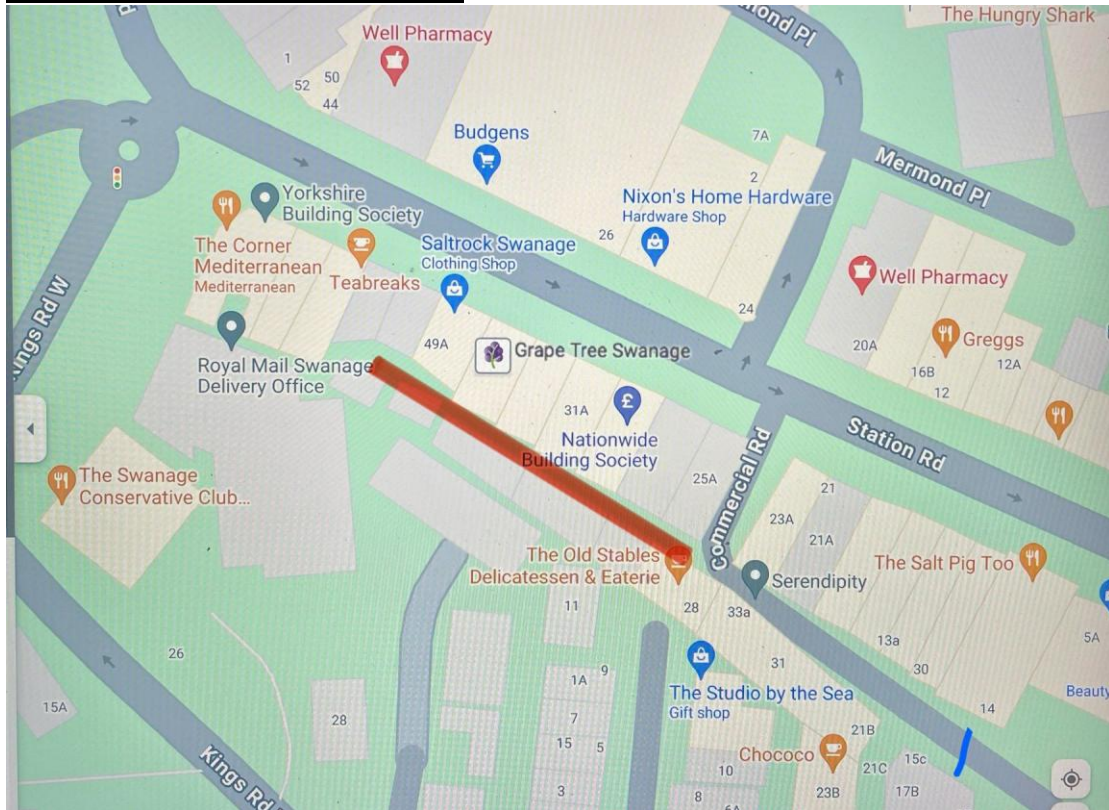 The Hungry Shark
Well Pharmacy
1
50
52
44
mond Pl
Budgens
7A
2
Mermond Pl
Yorkshire
Building Society
Nixon's Home Hardware
Hardware Shop
26
The Corner
Mediterranean
Mediterranean
Teabreaks
Saltrock Swanage
Clothing Shop
Well Pharmacy
24
Kings Rd W
49A
Grape Tree Swanage
20A
Greggs
16B
12A
12
Royal Mail Swanage
Delivery Office
31A
£
Nationwide
Building Society
Station Rd
25A
Commercial Rd
The Swanage
Conservative Club...
21
23A
21A
The Old Stables
Delicatessen & Eaterie
The Salt Pig Too
Serendipity
11
28
33a
13a
5A
30
26
31
1A
9
The Studio by the Sea
Gift shop
Beauty
15A
28
7
14
15
5
21B
Chococo
15c
21C
Kings Rd
10
3
8
6A
23B
17B